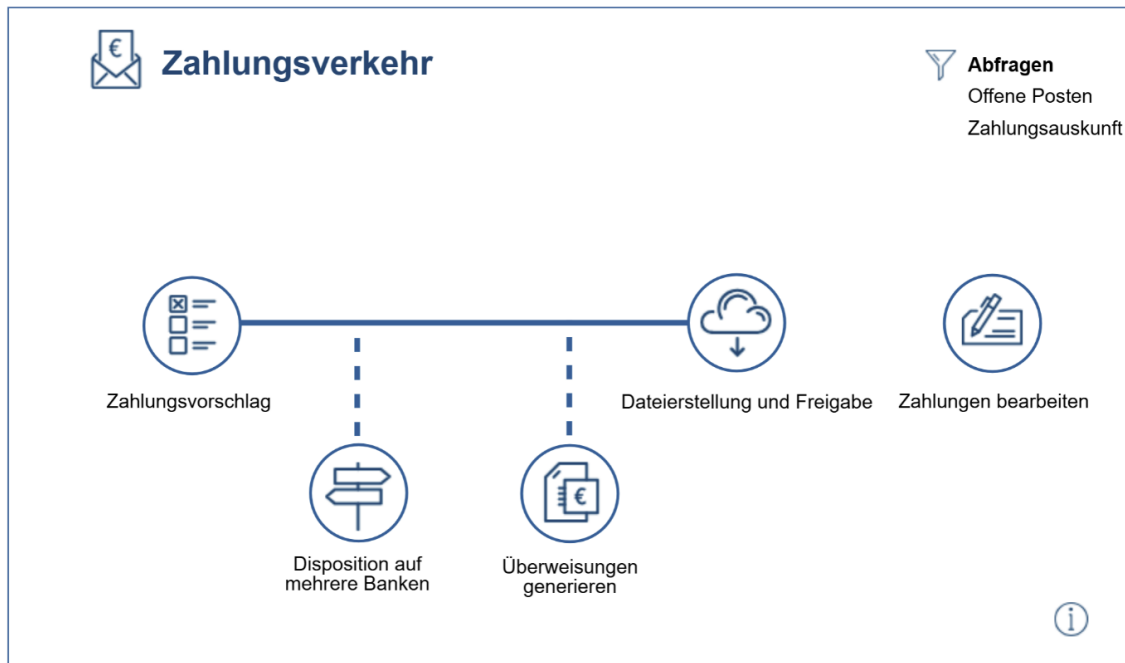 Zahlungsverkehr
Abfragen
Offene Posten
Zahlungsauskunft
Zahlungsvorschlag
Dateierstellung und Freigabe
Zahlungen bearbeiten
Disposition auf
mehrere Banken
Überweisungen
generieren